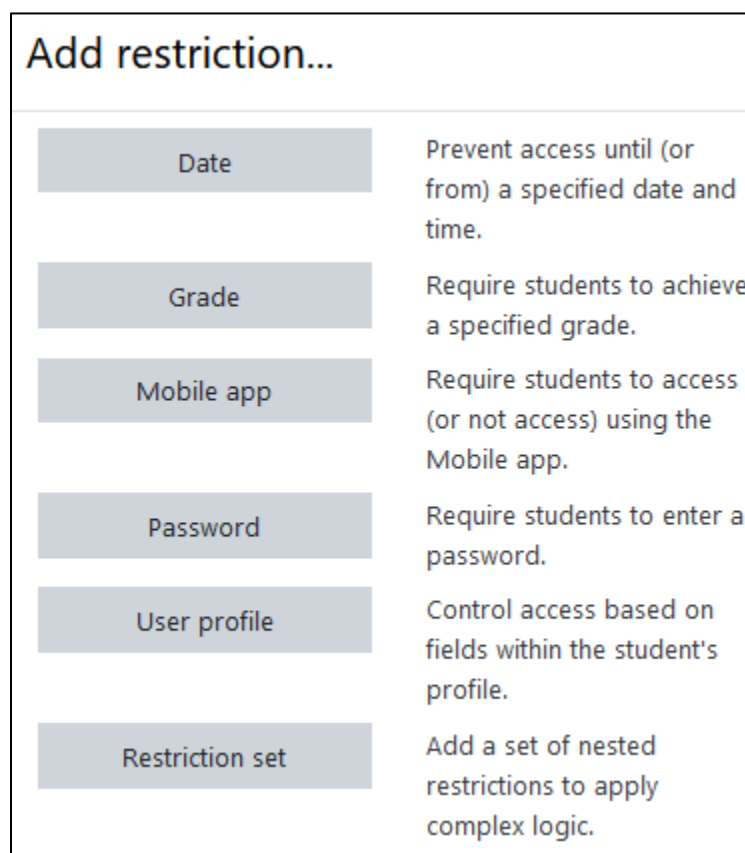 Add restriction...
Date
Prevent access until (or
from) a specified date and
time.
Grade
Require students to achieve
a specified grade.
Mobile app
Require students to access
(or not access) using the
Mobile app.
Password
Require students to enter a
password.
User profile
Control access based on
fields within the student's
profile.
Restriction set
Add a set of nested
restrictions to apply
complex logic.